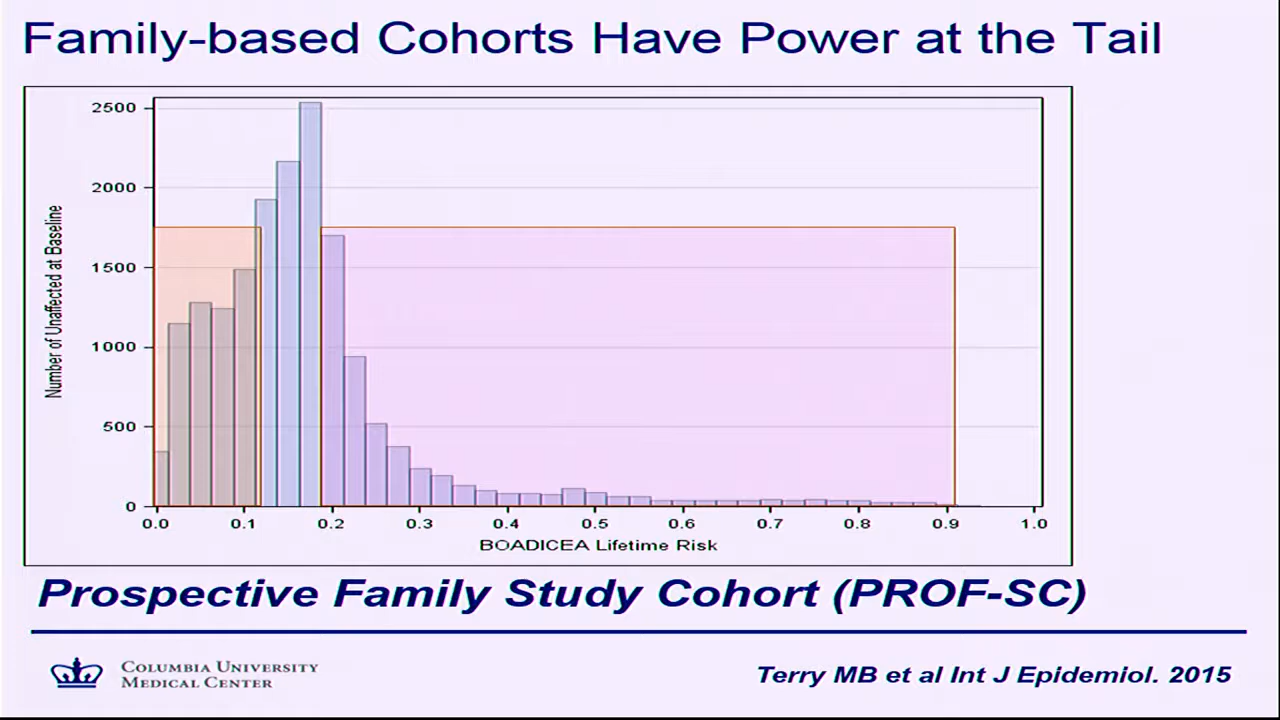 Family-based Cohorts Have Power at the Tail
2500
2000
1500
1000
500
0
Number of Unaffected at Baseline
0.0 0.1 0.2 0.3 0.4 0.5 0.6 0.7 0.8 0.9 1.0
BOADICEA Lifetime Risk
Prospective Family Study Cohort (PROF-SC)
COLUMBIA UNIVERSITY
MEDICAL CENTER
Terry MB et al Int J Epidemiol. 2015